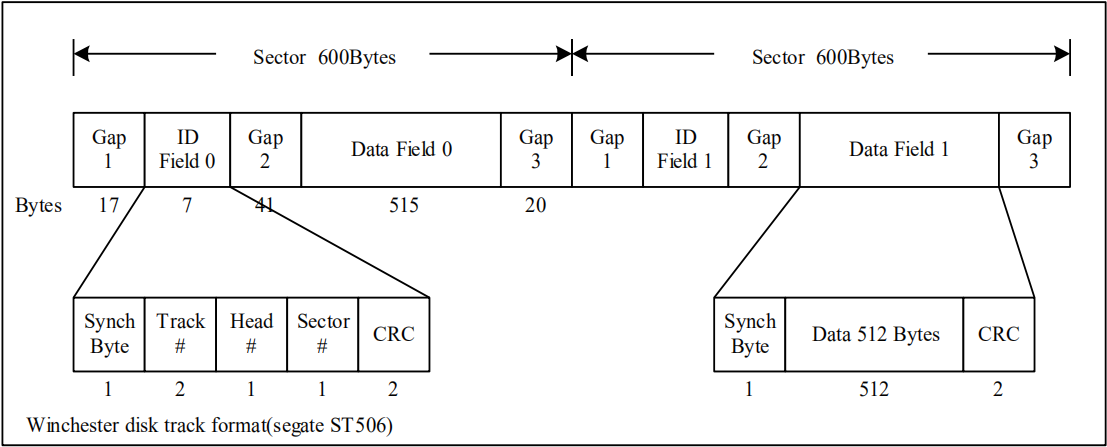 Sector 600Bytes Sector 600Bytes
Gap 1 ID Field 0 Gap 2 Data Field 0 Gap 3 Gap 1 ID Field 1 Gap 2 Data Field 1 Gap 3
Bytes 17 7 41 515 20
Synch Byte Track # Head # Sector # CRC Synch Byte Data 512 Bytes CRC
1 2 1 1 2 1 512 2
Winchester disk track format(segate ST506)